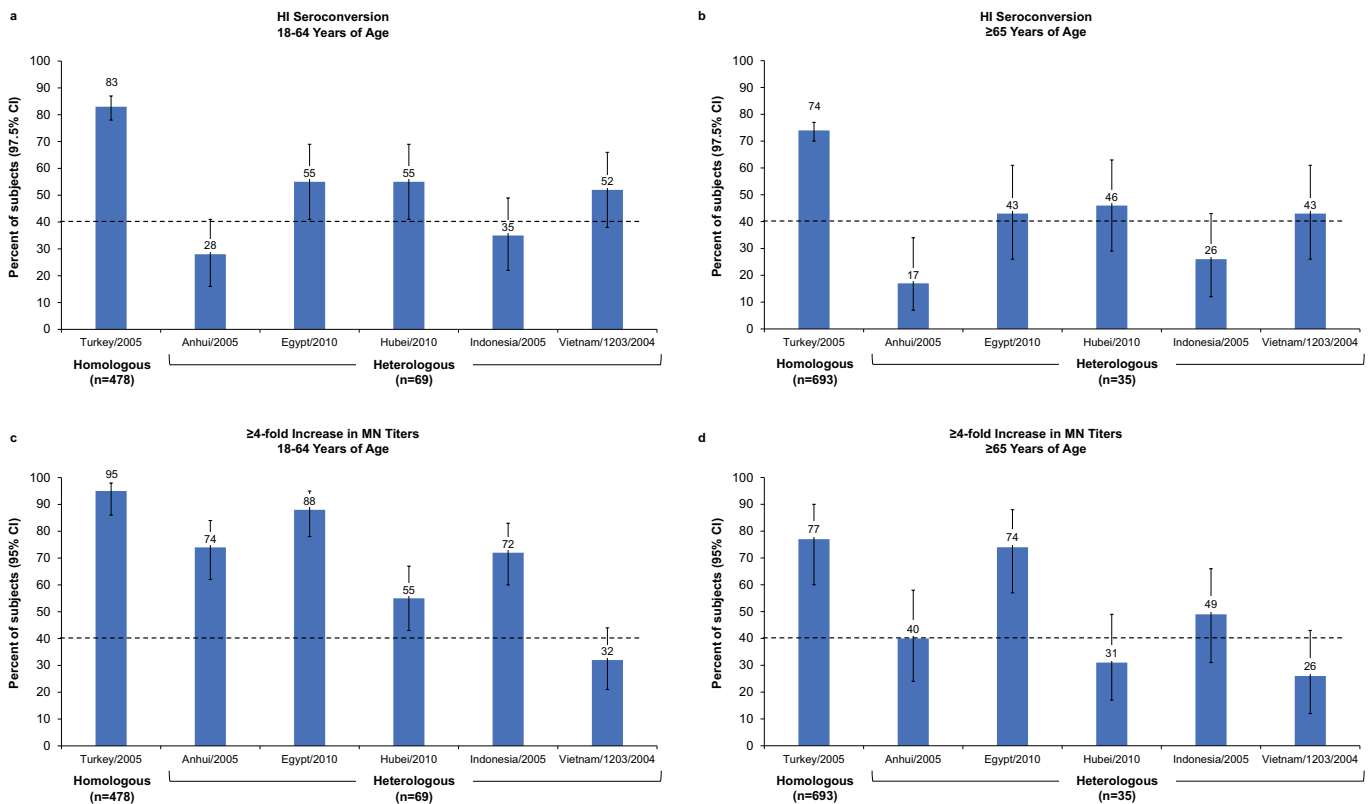 a
HI Seroconversion
18-64 Years of Age
Percent of subjects (97.5% CI)
100
90
80
70
60
50
40
30
20
10
0
83
28
55
55
35
52
Turkey/2005 Anhui/2005 Egypt/2010 Hubei/2010 Indonesia/2005 Vietnam/1203/2004
Homologous Heterologous
(n=478) (n=69)
b
HI Seroconversion
≥65 Years of Age
Percent of subjects (97.5% CI)
100
90
80
70
60
50
40
30
20
10
0
74
17
43
46
26
43
Turkey/2005 Anhui/2005 Egypt/2010 Hubei/2010 Indonesia/2005 Vietnam/1203/2004
Homologous Heterologous
(n=693) (n=35)
c
≥4-fold Increase in MN Titers
18-64 Years of Age
Percent of subjects (95% CI)
100
90
80
70
60
50
40
30
20
10
0
95
74
88
55
72
32
Turkey/2005 Anhui/2005 Egypt/2010 Hubei/2010 Indonesia/2005 Vietnam/1203/2004
Homologous Heterologous
(n=478) (n=69)
d
≥4-fold Increase in MN Titers
≥65 Years of Age
Percent of subjects (95% CI)
100
90
80
70
60
50
40
30
20
10
0
77
40
74
31
49
26
Turkey/2005 Anhui/2005 Egypt/2010 Hubei/2010 Indonesia/2005 Vietnam/1203/2004
Homologous Heterologous
(n=693) (n=35)